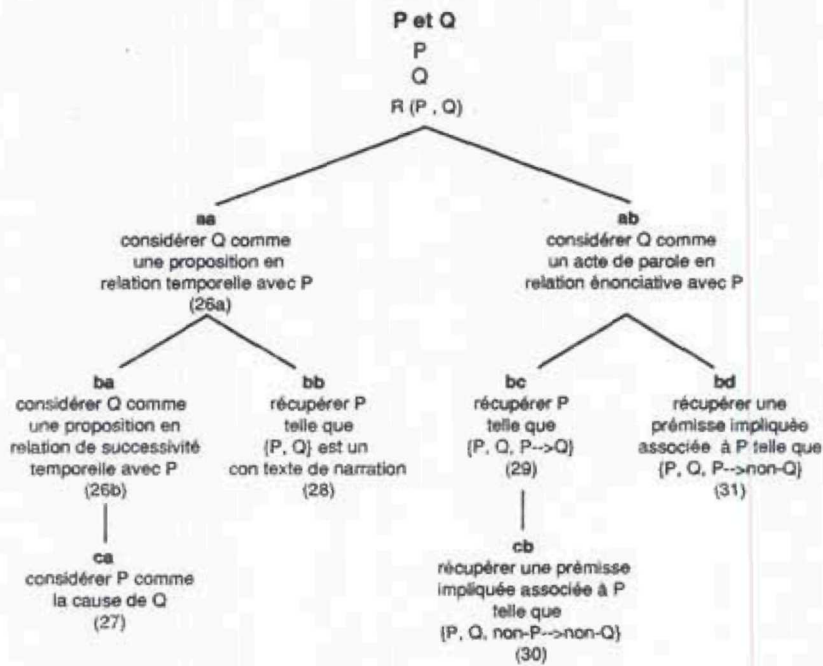 P et Q
P
Q
R (P , Q)
aa
considérer Q comme
une proposition en
relation temporelle avec P
(26a)
ab
considérer Q comme
un acte de parole en
relation énonciative avec P
ba
considérer Q comme
une proposition en
relation de successivité
temporelle avec P
(26b)
bb
récupérer P
telle que
{P, Q} est un
con texte de narration
(28)
bc
récupérer P
telle que
{P, Q, P-->Q}
(29)
bd
récupérer une
prémisse impliquée
associée à P telle que
{P, Q, P-->non-Q}
(31)
ca
considérer P comme
la cause de Q
(27)
cb
récupérer une prémisse
impliquée associée à P
telle que
{P, Q, non-P-->non-Q}
(30)